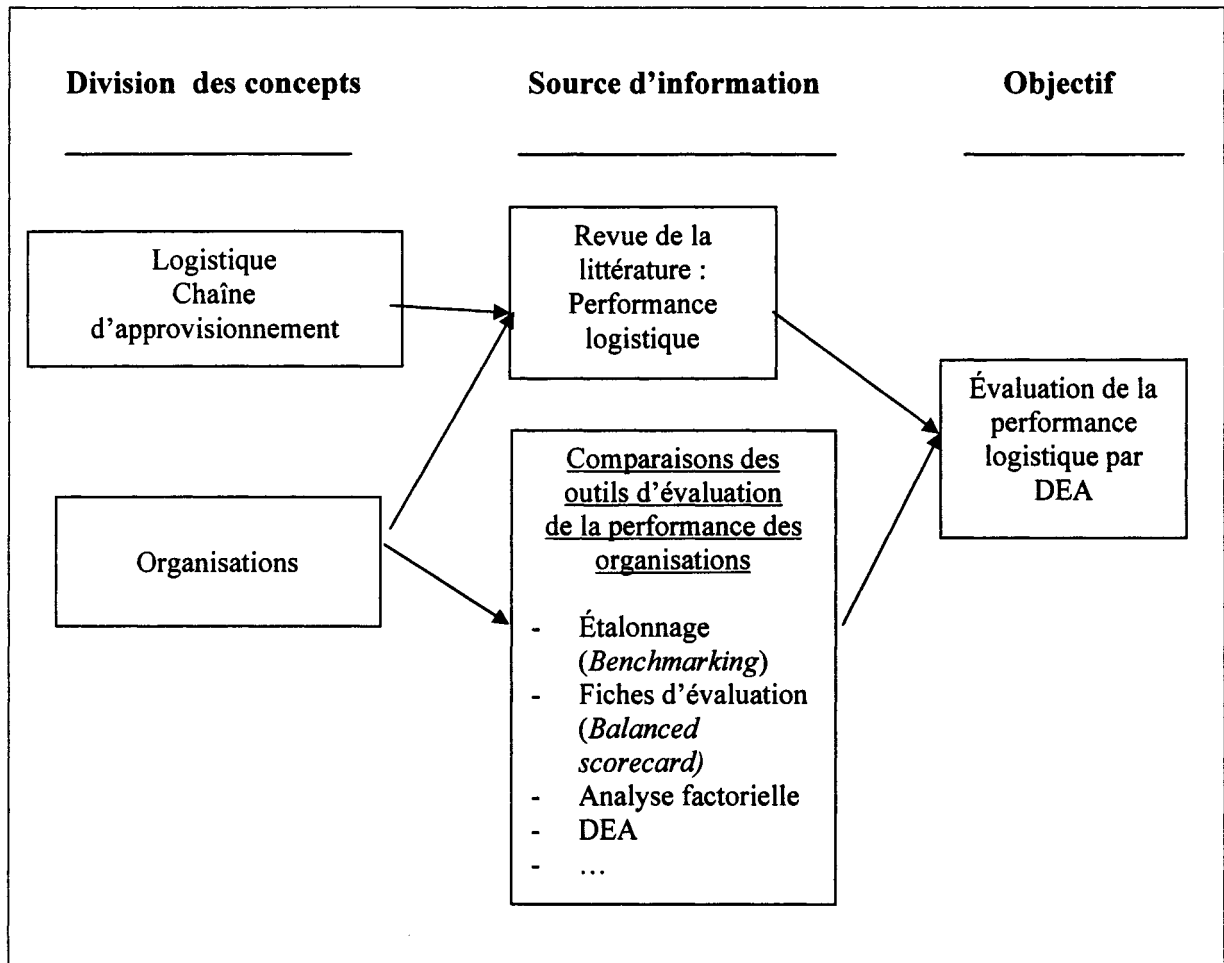 Division des concepts
Source d'information
Objectif
Logistique
Chaîne
d'approvisionnement
Organisations
Revue de la
littérature :
Performance
logistique
Comparaisons des
outils d'évaluation
de la performance des
organisations
- Étalonnage
(Benchmarking)
- Fiches d'évaluation
(Balanced
scorecard)
- Analyse factorielle
- DEA
- ...
Évaluation de la
performance
logistique par
DEA